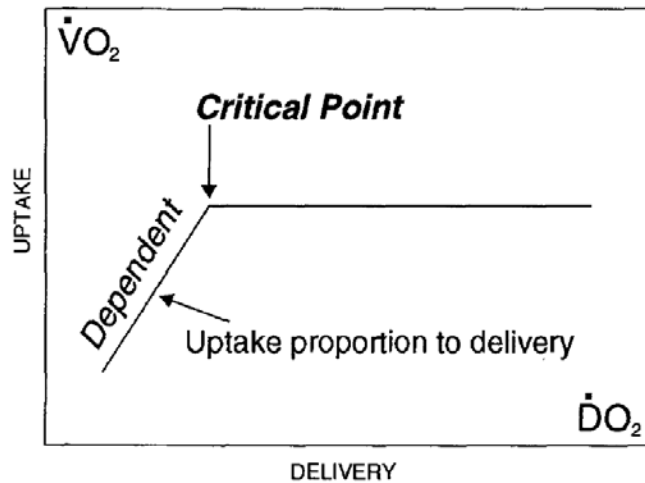 V̇O₂
Critical Point
UPTAKE
Dependent
Uptake proportion to delivery
ḊO₂
DELIVERY